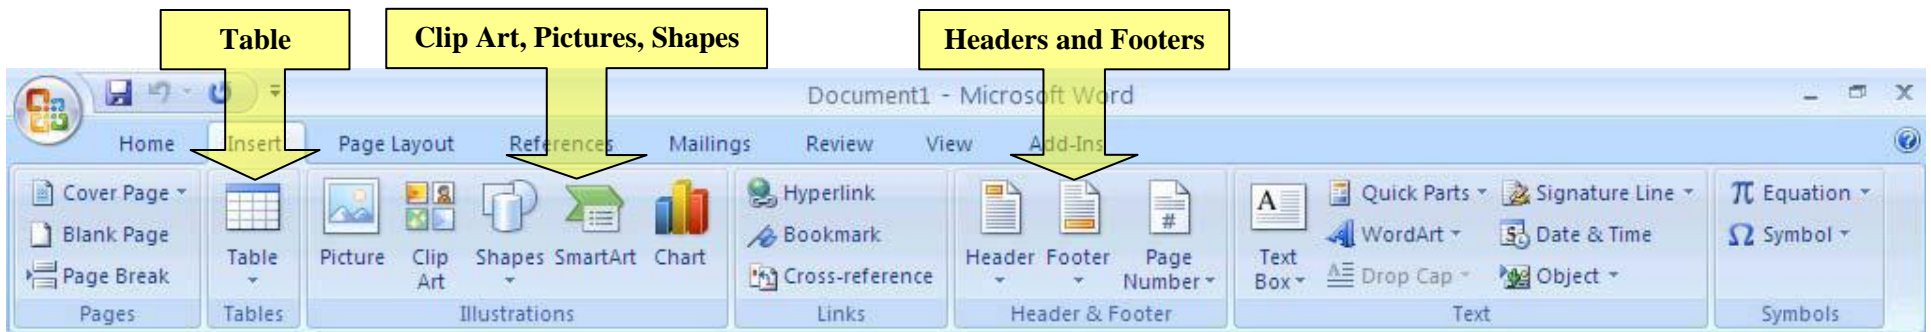 Table
Clip Art, Pictures, Shapes
Headers and Footers
Document1 - Microsoft Word
Home Insert Page Layout References Mailings Review View Add-Ins
Cover Page
Blank Page
Page Break
Pages
Table
Tables
Picture
Clip
Art
Shapes
SmartArt
Chart
Illustrations
Hyperlink
Bookmark
Cross-reference
Links
Header
Footer
#
Page
Number
Header & Footer
A
Text
Box
Quick Parts
WordArt
Drop Cap
Signature Line
Date & Time
Object
Text
π Equation
Ω Symbol
Symbols